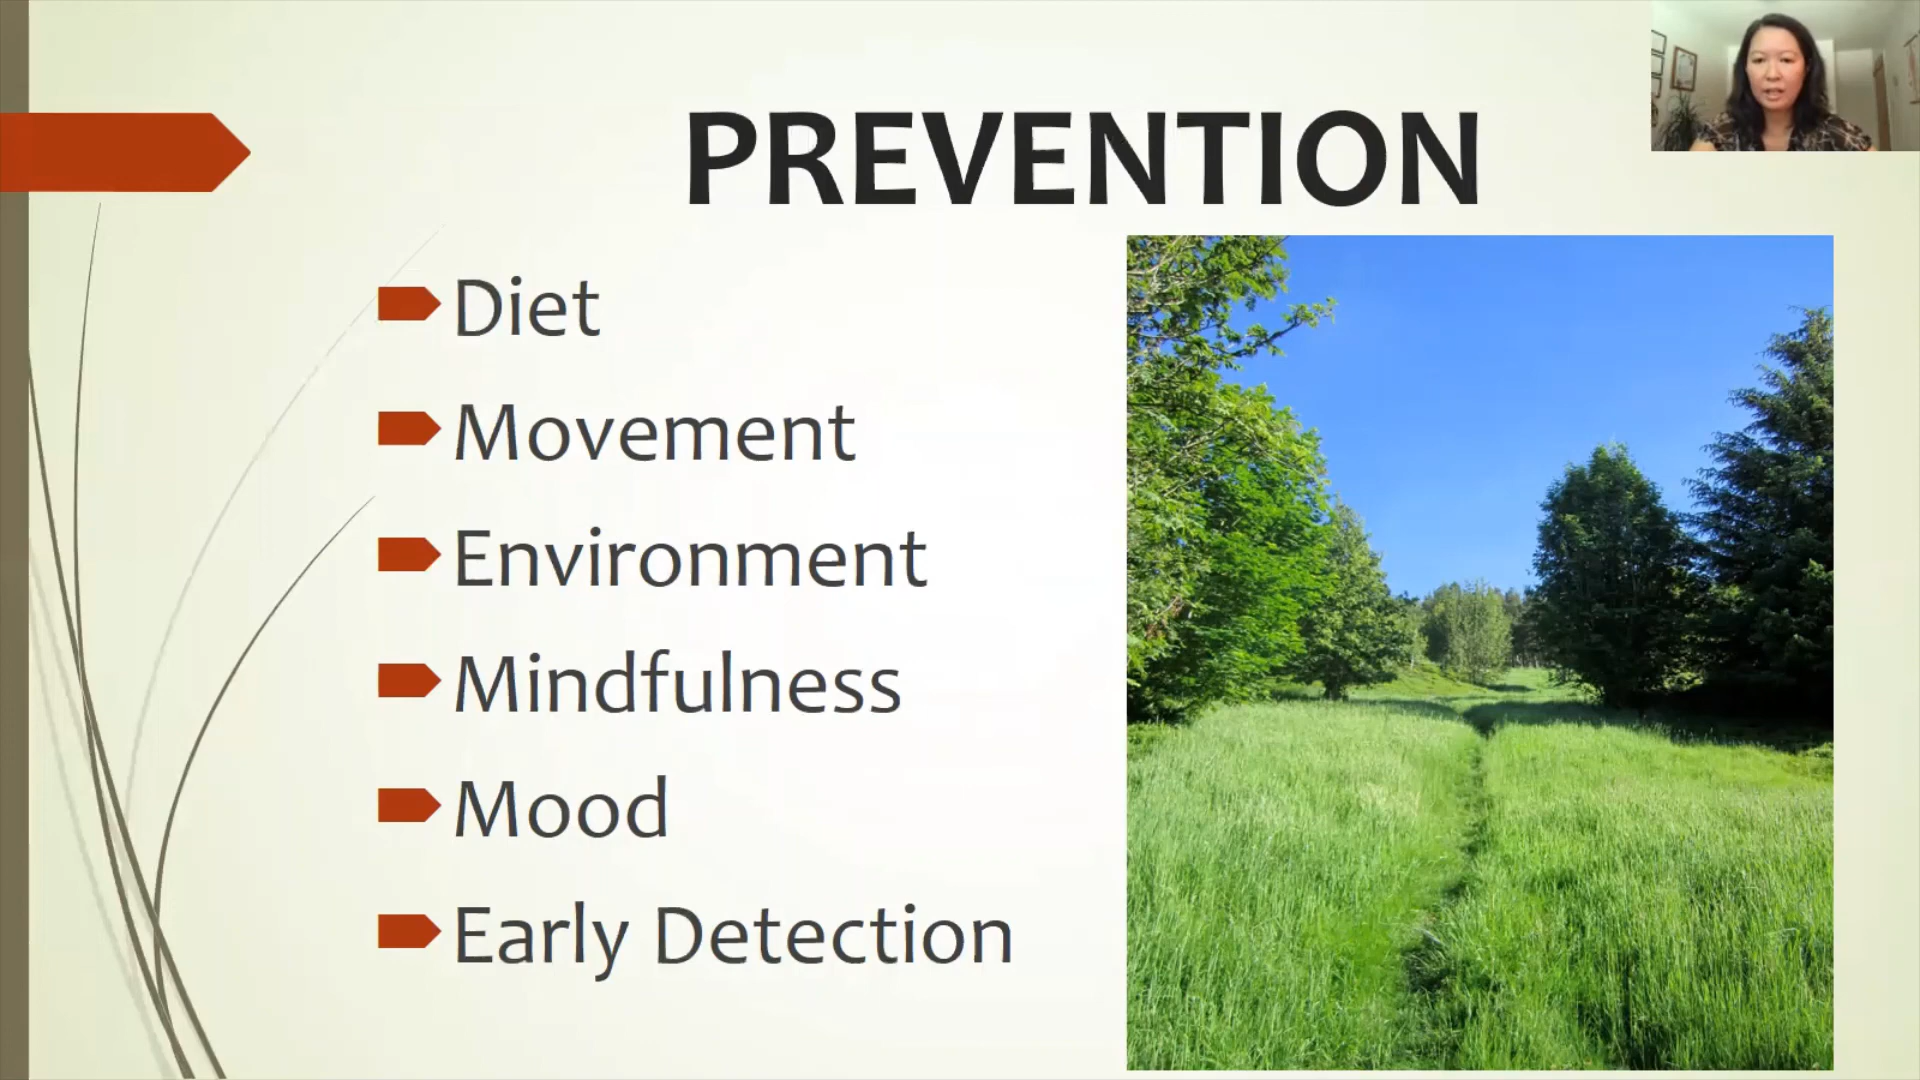 PREVENTION
Diet
Movement
Environment
Mindfulness
Mood
Early Detection